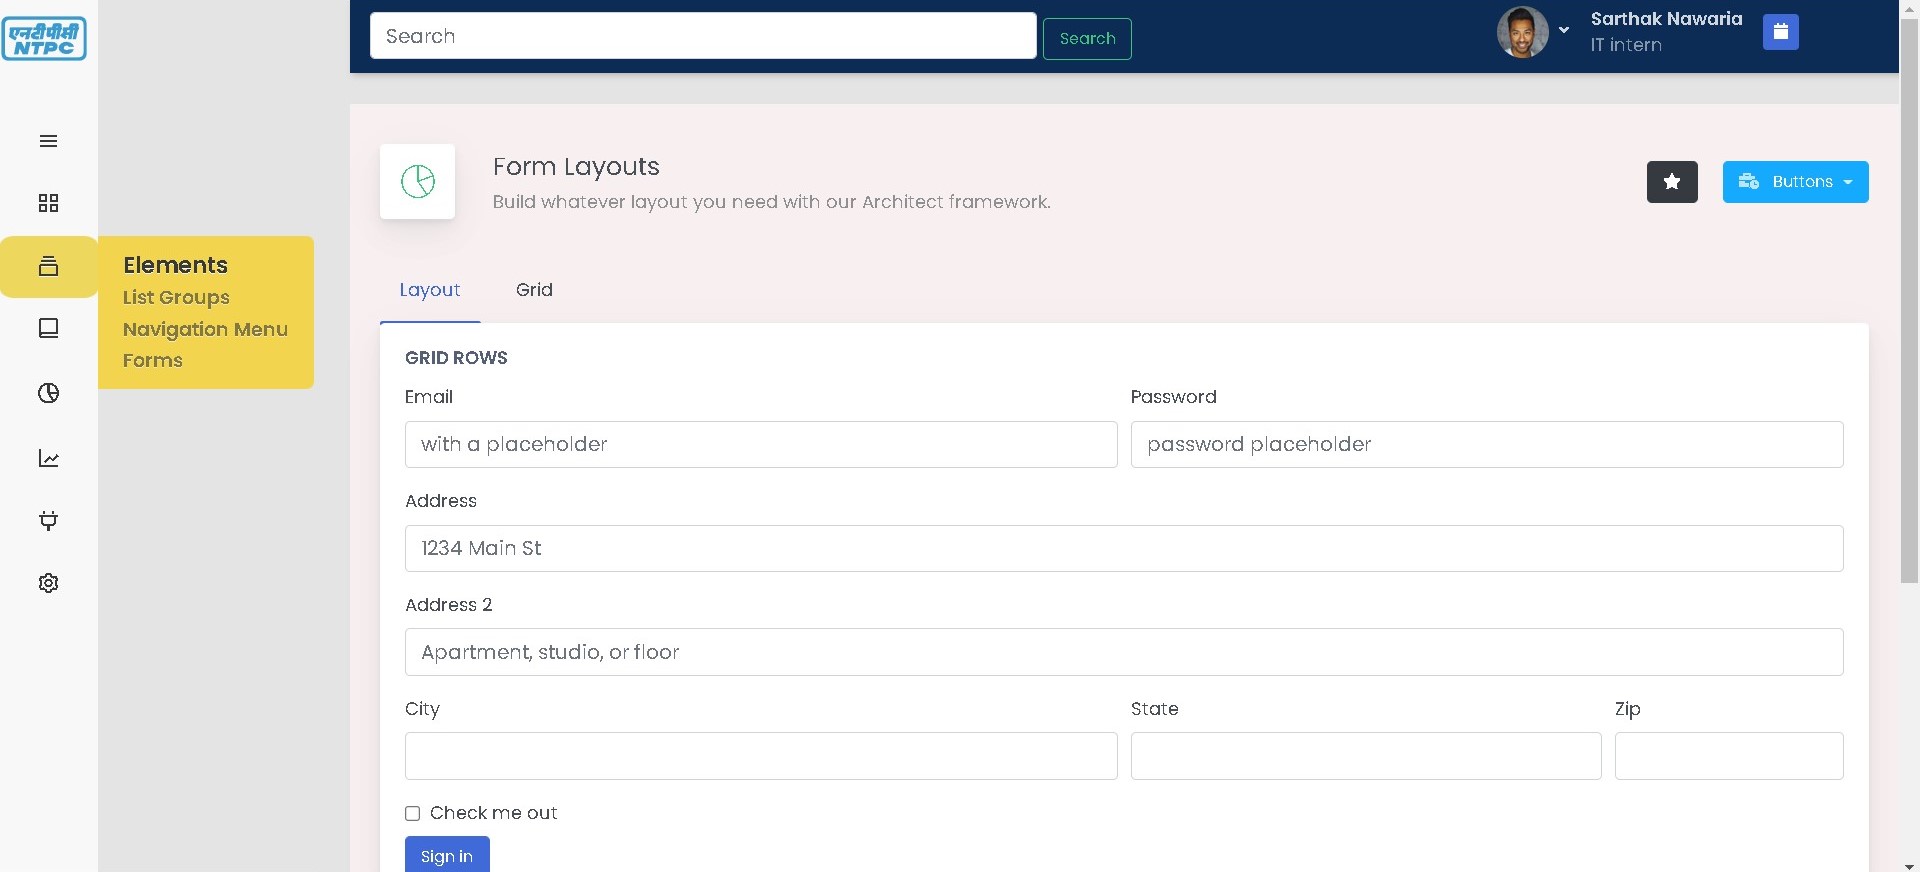 एनटीपीसी
NTPC
Search
Search
Sarthak Nawaria
IT intern
Form Layouts
Build whatever layout you need with our Architect framework.
Buttons
Elements
List Groups
Navigation Menu
Forms
Layout
Grid
GRID ROWS
Email
Password
with a placeholder
password placeholder
Address
1234 Main St
Address 2
Apartment, studio, or floor
City
State
Zip
Check me out
Sign in